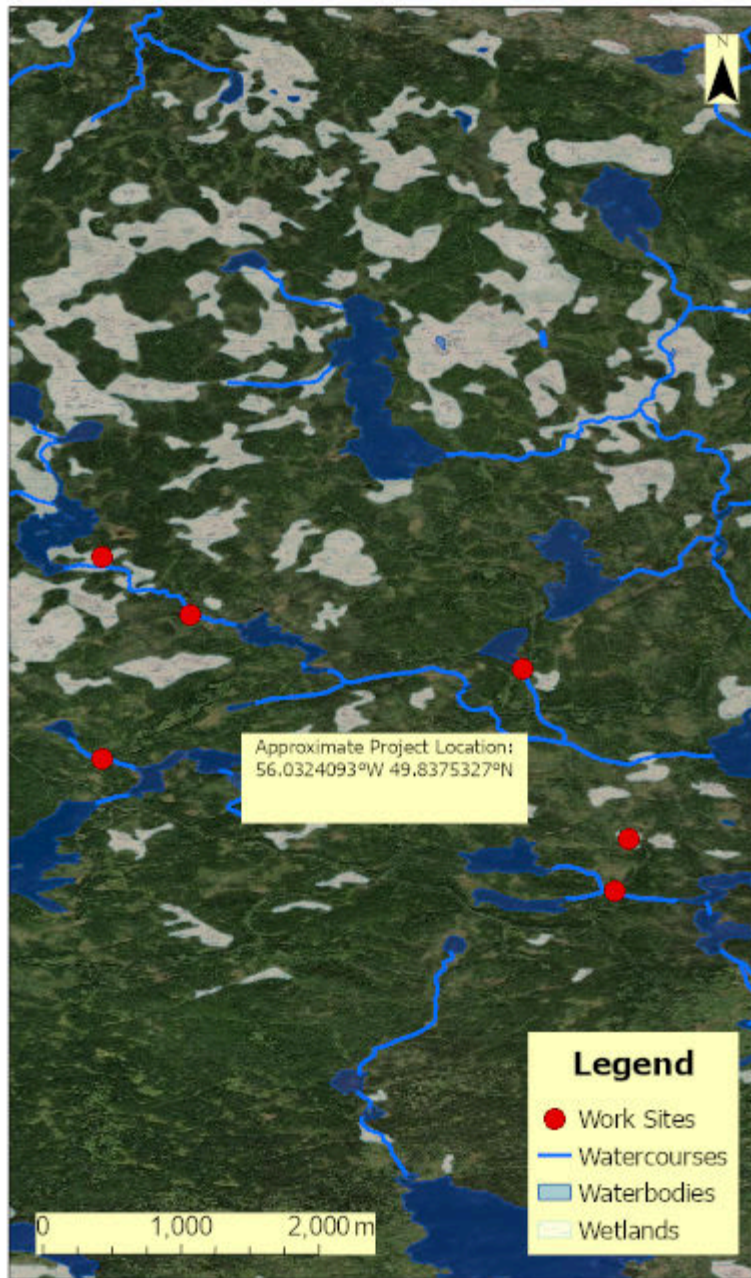 N
Approximate Project Location:
56.0324093°W 49.8375327°N
Legend
Work Sites
Watercourses
Waterbodies
Wetlands
0 1,000 2,000 m